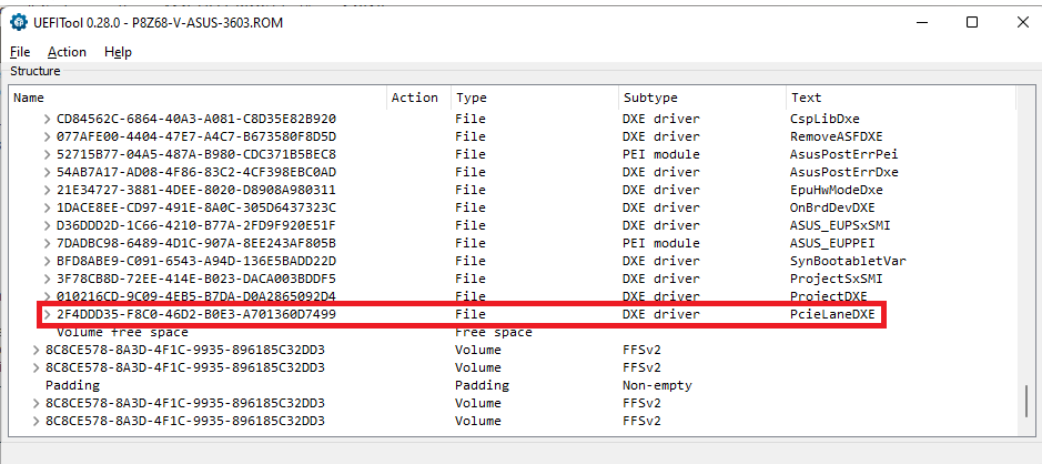 UEFITool 0.28.0 - P8Z68-V-ASUS-3603.ROM
File Action Help
Structure
Name Action Type Subtype Text
CD84562C-6864-40A3-A081-C8D35E82B920 File DXE driver CspLibDxe
077AFE00-4404-47E7-A4C7-B673580F8D5D File DXE driver RemoveASFDXE
52715B77-04A5-487A-B980-CDC371B5BEC8 File PEI module AsusPostErrPei
54AB7A17-AD08-4F86-83C2-4CF398EBC0AD File DXE driver AsusPostErrDxe
21E34727-3881-4DEE-8020-D8908A980311 File DXE driver EpuHwModeDxe
1DACE8EE-CD97-491E-8A0C-305D6437323C File DXE driver OnBrdDevDXE
D36DDD2D-1C66-4210-B77A-2FD9F920E51F File DXE driver ASUS_EUPSxSMI
7DADBC98-6489-4D1C-907A-8EE243AF805B File PEI module ASUS_EUPPEI
BFD8ABE9-C091-6543-A94D-136E5BADD22D File DXE driver SynBootabletVar
3F78CB8D-72EE-414E-B023-DACA003BDDF5 File DXE driver ProjectSxSMI
010216CD-9C09-4EB5-B7DA-D0A2865092D4 File DXE driver ProjectDXE
2F4DDD35-F8C0-46D2-B0E3-A701360D7499 File DXE driver PcieLaneDXE
Volume free space Free space
8C8CE578-8A3D-4F1C-9935-896185C32DD3 Volume FFSv2
8C8CE578-8A3D-4F1C-9935-896185C32DD3 Volume FFSv2
Padding Padding Non-empty
8C8CE578-8A3D-4F1C-9935-896185C32DD3 Volume FFSv2
8C8CE578-8A3D-4F1C-9935-896185C32DD3 Volume FFSv2